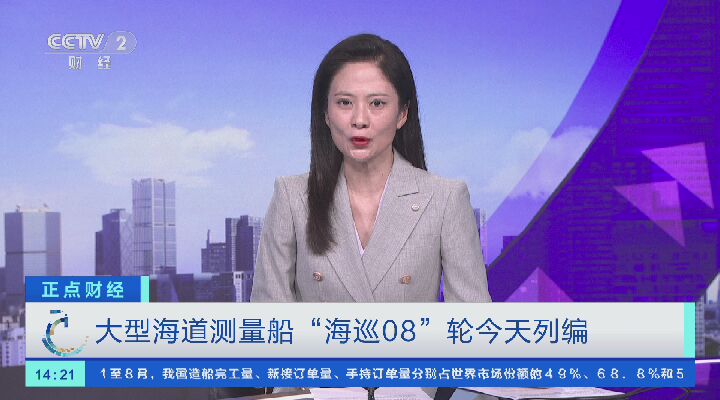 CCTV 2
财经
正点财经
大型海道测量船“海巡08”轮今天列编
14:21 1至8月，我国造船完工量、新接订单量、手持订单量分别占世界市场份额的49%、68.8%和5